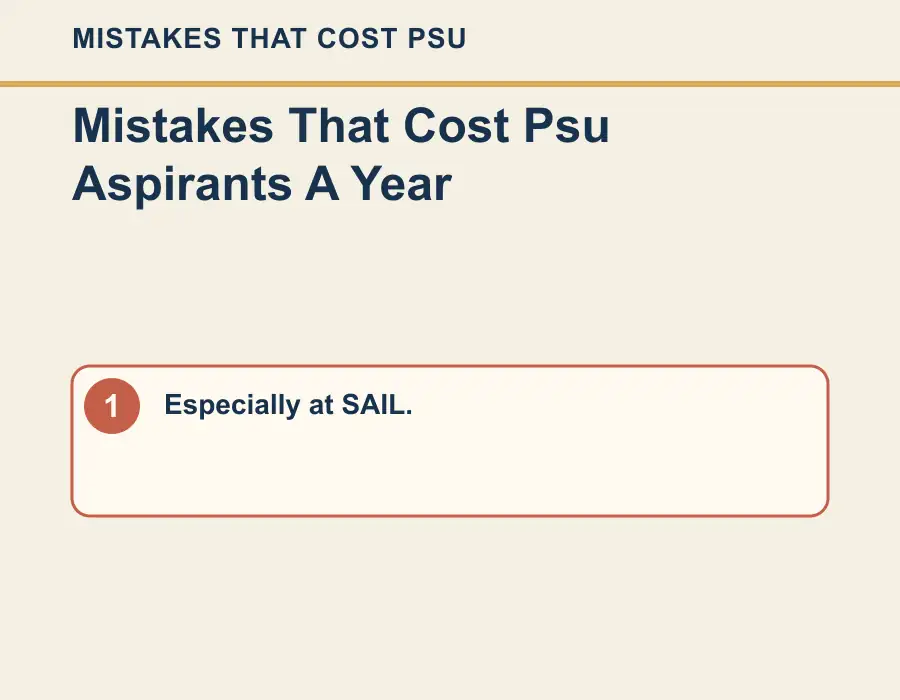 MISTAKES THAT COST PSU
Mistakes That Cost Psu
Aspirants A Year
1
Especially at SAIL.